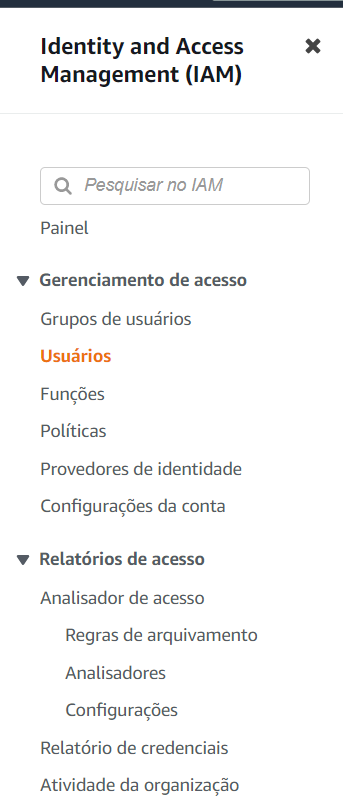 Identity and Access
Management (IAM)
Pesquisar no IAM
Painel
Gerenciamento de acesso
Grupos de usuários
Usuários
Funções
Políticas
Provedores de identidade
Configurações da conta
Relatórios de acesso
Analisador de acesso
Regras de arquivamento
Analisadores
Configurações
Relatório de credenciais
Atividade da organização